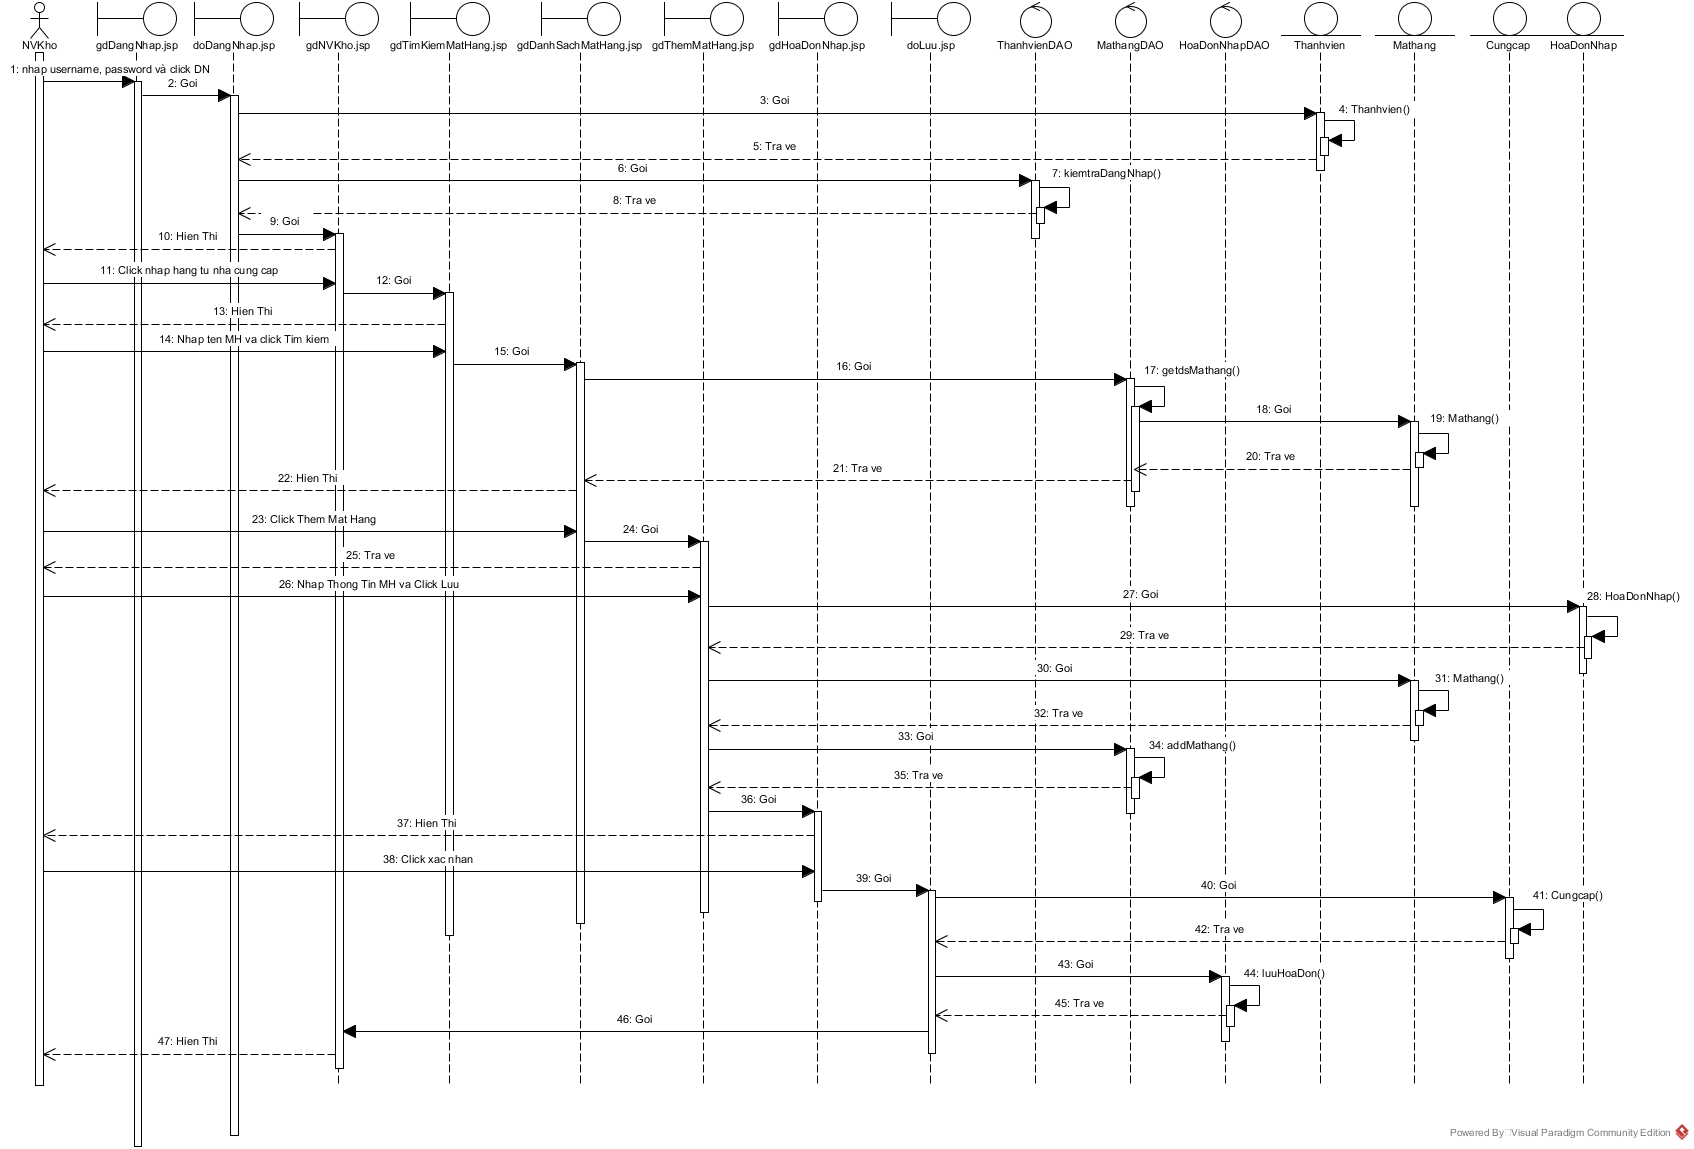 NVKho
gdDangNhap.jsp
doDangNhap.jsp
gdNVKho.jsp
gdTimKiemMatHang.jsp
gdDanhSachMatHang.jsp
gdThemMatHang.jsp
gdHoaDonNhap.jsp
doLuu.jsp
ThanhvienDAO
MathangDAO
HoaDonNhapDAO
Thanhvien
Mathang
Cungcap
HoaDonNhap
1: nhap username, password và click DN
2: Goi
3: Goi
4: Thanhvien()
5: Tra ve
6: Goi
7: kiemtraDangNhap()
8: Tra ve
9: Goi
10: Hien Thi
11: Click nhap hang tu nha cung cap
12: Goi
13: Hien Thi
14: Nhap ten MH va click Tim kiem
15: Goi
16: Goi
17: getdsMathang()
18: Goi
19: Mathang()
20: Tra ve
21: Tra ve
22: Hien Thi
23: Click Them Mat Hang
24: Goi
25: Tra ve
26: Nhap Thong Tin MH va Click Luu
27: Goi
28: HoaDonNhap()
29: Tra ve
30: Goi
31: Mathang()
32: Tra ve
33: Goi
34: addMathang()
35: Tra ve
36: Goi
37: Hien Thi
38: Click xac nhan
39: Goi
40: Goi
41: Cungcap()
42: Tra ve
43: Goi
44: luuHoaDon()
45: Tra ve
46: Goi
47: Hien Thi
Powered By Visual Paradigm Community Edition